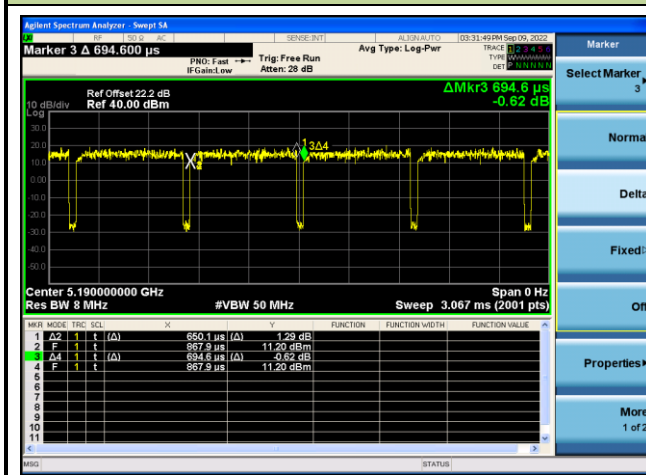 Agilent Spectrum Analyzer - Swept SA
RF 50 Ω AC SENSE:INT ALIGN AUTO 03:31:49 PM Sep 09, 2022
Marker 3 Δ 694.600 µs
PNO: Fast Trig: Free Run Avg Type: Log-Pwr TRACE 1 2 3 4 5 6
IFGain:Low Atten: 28 dB TYPE
DET P N N N N N
Ref Offset 22.2 dB ΔMkr3 694.6 µs
10 dB/div Ref 40.00 dBm -0.62 dB
Log
30.0
20.0
10.0
0.00
-10.0
-20.0
-30.0
-40.0
-50.0
1 3Δ4
Center 5.190000000 GHz Span 0 Hz
Res BW 8 MHz #VBW 50 MHz Sweep 3.067 ms (2001 pts)
MKR MODE TRC SCL X Y FUNCTION FUNCTION WIDTH FUNCTION VALUE
1 Δ2 1 t (Δ) 650.1 µs (Δ) 1.29 dB
2 F 1 t 867.9 µs 11.20 dBm
3 Δ4 1 t (Δ) 694.6 µs (Δ) -0.62 dB
4 F 1 t 867.9 µs 11.20 dBm
5
6
7
8
9
10
11
MSG STATUS
Marker
Select Marker
3
Norma
Delta
Fixed
Off
Properties
More
1 of 2